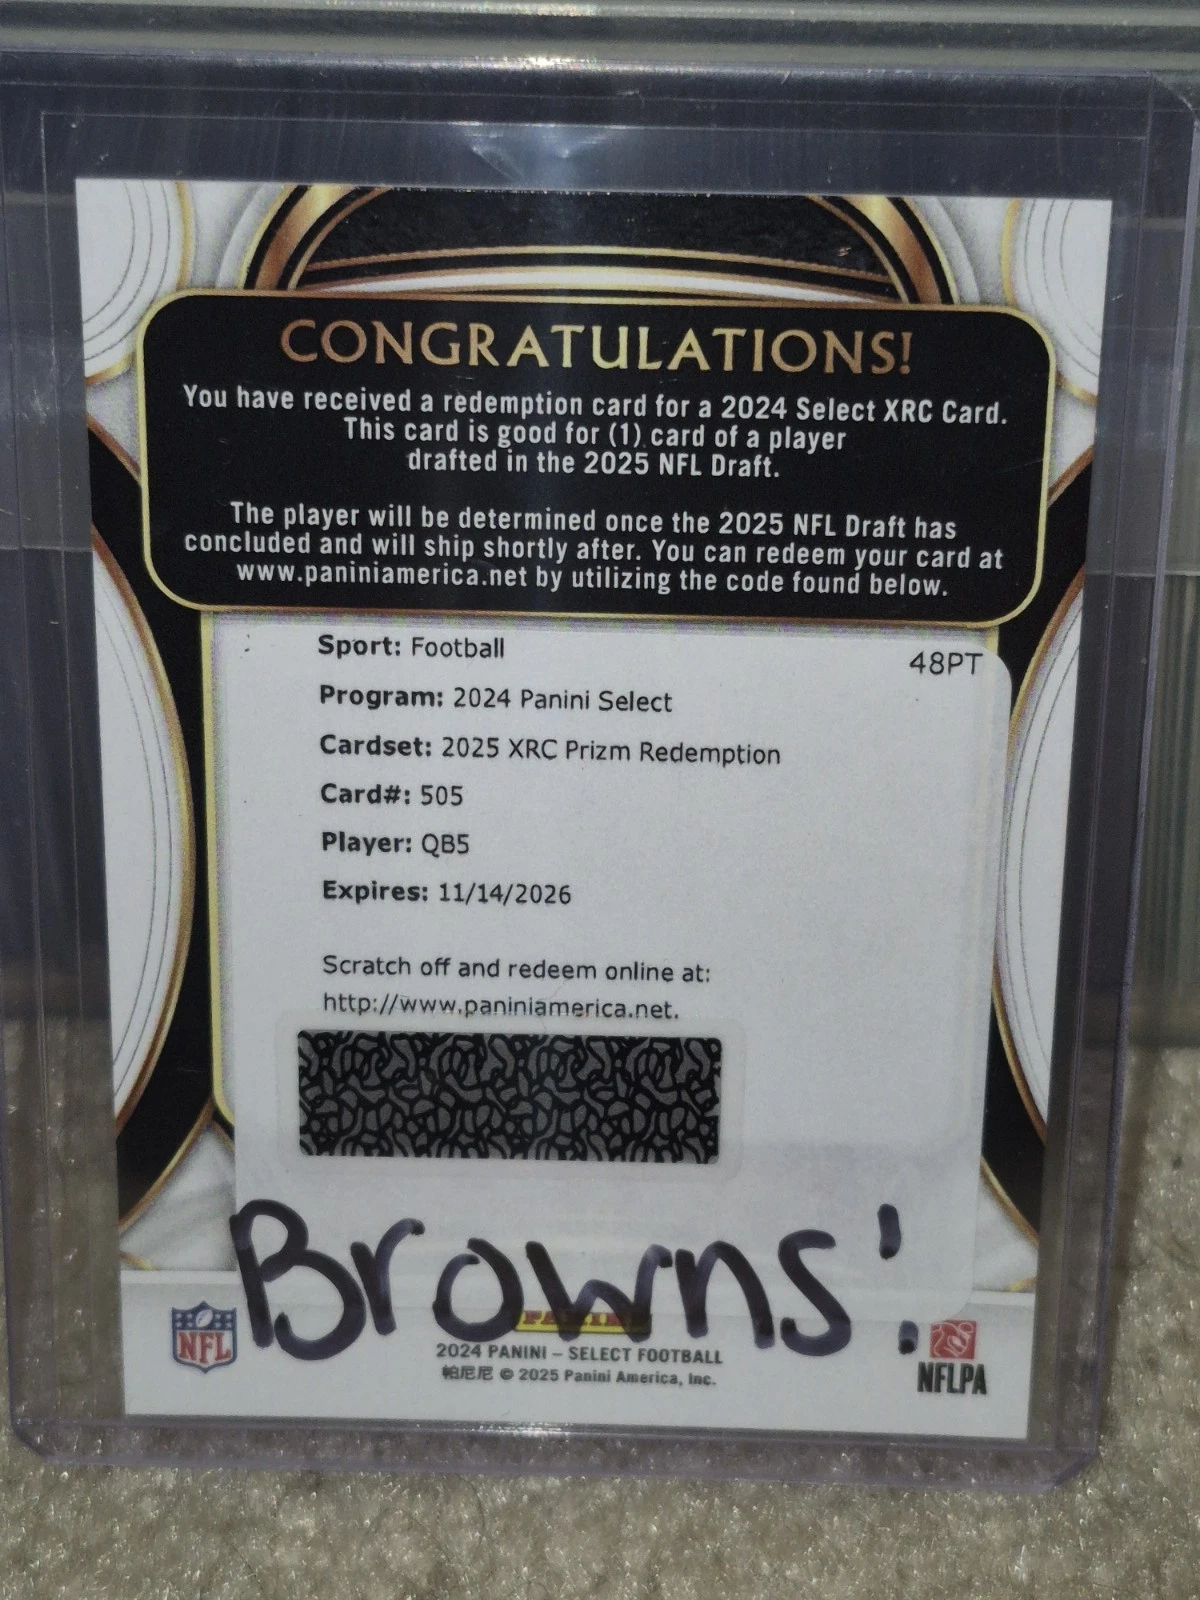 CONGRATULATIONS!
You have received a redemption card for a 2024 Select XRC Card.
This card is good for (1) card of a player
drafted in the 2025 NFL Draft.
The player will be determined once the 2025 NFL Draft has
concluded and will ship shortly after. You can redeem your card at
www.paniniamerica.net by utilizing the code found below.
Sport: Football
48PT
Program: 2024 Panini Select
Cardset: 2025 XRC Prizm Redemption
Card#: 505
Player: QB5
Expires: 11/14/2026
Scratch off and redeem online at:
http://www.paniniamerica.net.
Browns!
NFL
PANINI
2024 PANINI – SELECT FOOTBALL
帕尼尼 © 2025 Panini America, Inc.
NFLPA